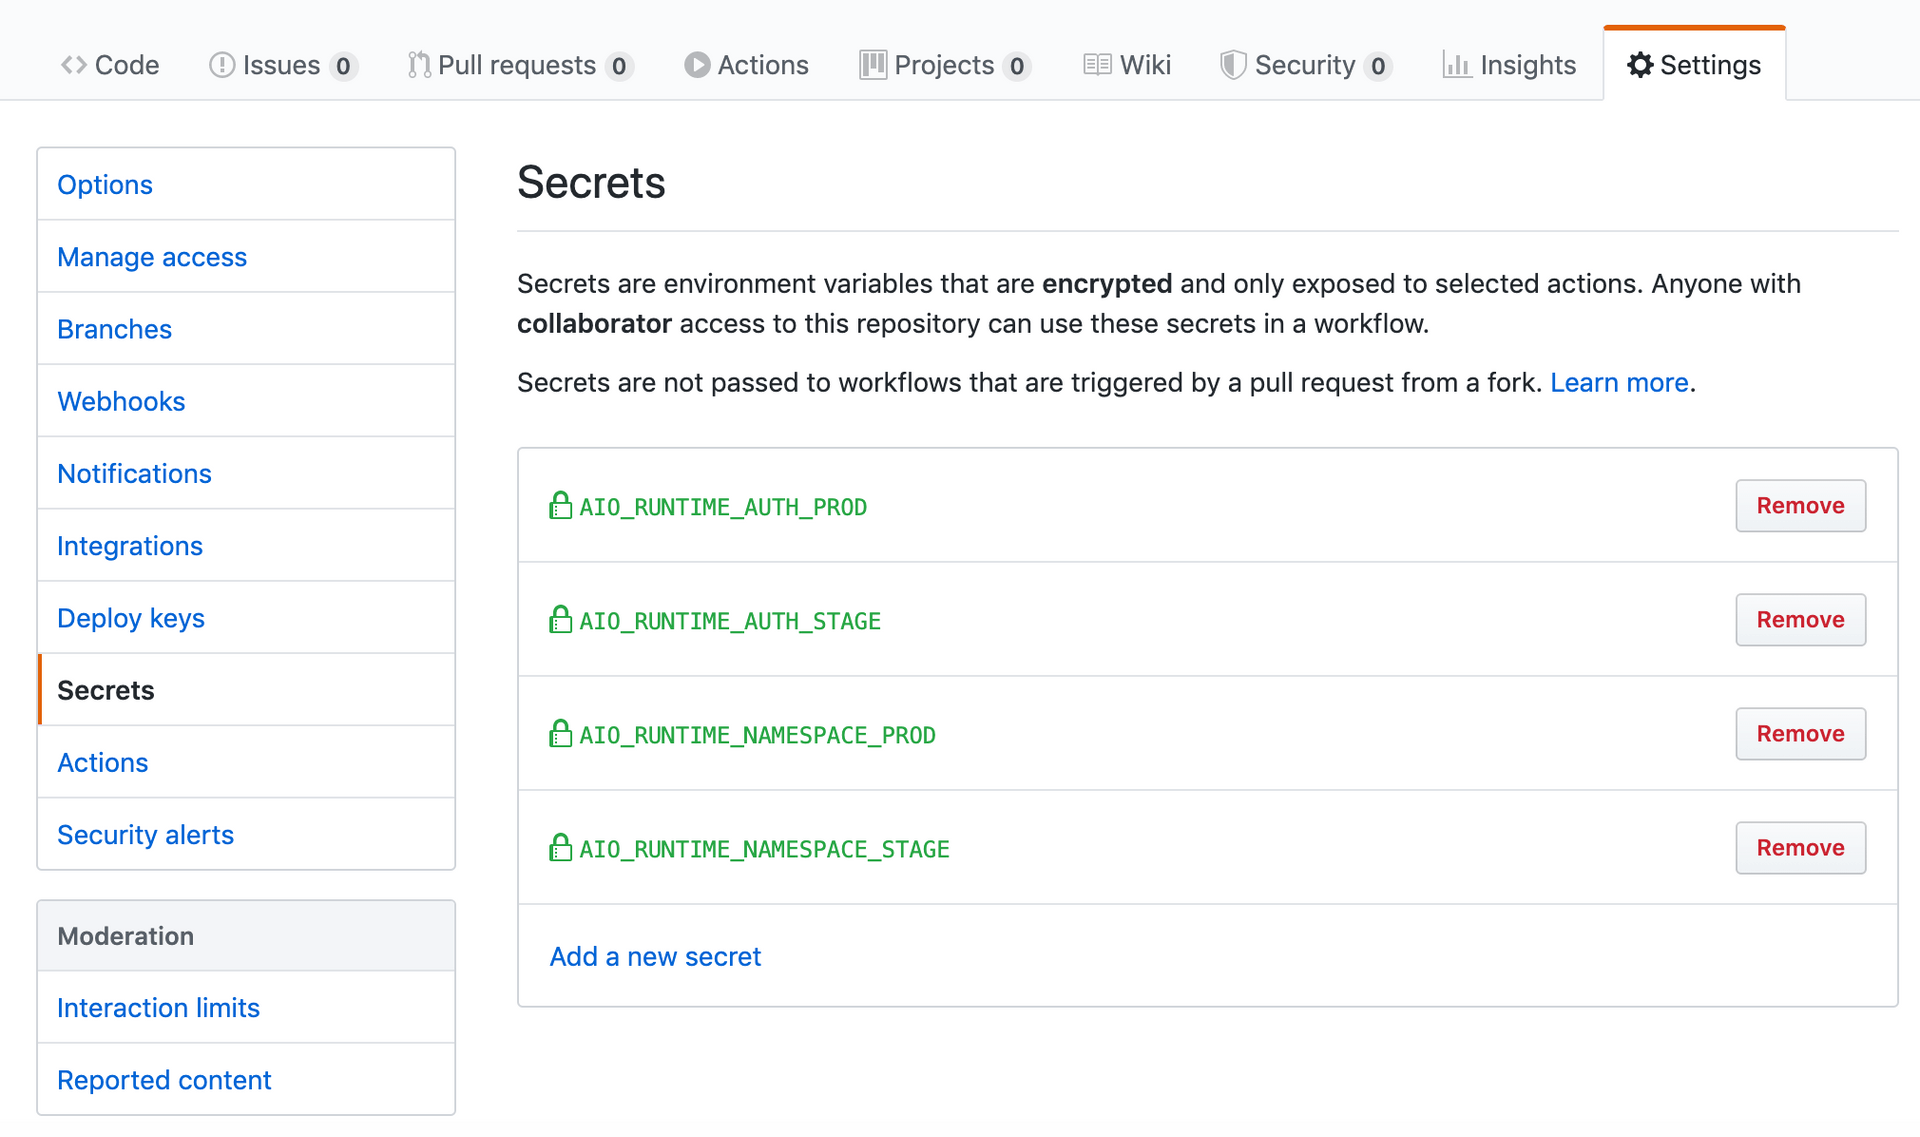 Code Issues 0 Pull requests 0 Actions Projects 0 Wiki Security 0 Insights Settings
Options
Manage access
Branches
Webhooks
Notifications
Integrations
Deploy keys
Secrets
Actions
Security alerts
Moderation
Interaction limits
Reported content
Secrets
Secrets are environment variables that are encrypted and only exposed to selected actions. Anyone with
collaborator access to this repository can use these secrets in a workflow.
Secrets are not passed to workflows that are triggered by a pull request from a fork. Learn more.
AIO_RUNTIME_AUTH_PROD Remove
AIO_RUNTIME_AUTH_STAGE Remove
AIO_RUNTIME_NAMESPACE_PROD Remove
AIO_RUNTIME_NAMESPACE_STAGE Remove
Add a new secret